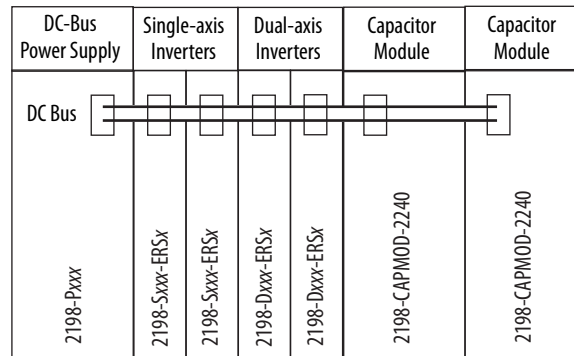 DC-Bus
Power Supply
Single-axis
Inverters
Dual-axis
Inverters
Capacitor
Module
Capacitor
Module
DC Bus
2198-Pxxx
2198-Sxxx-ERSx
2198-Sxxx-ERSx
2198-Dxxx-ERSx
2198-Dxxx-ERSx
2198-CAPMOD-2240
2198-CAPMOD-2240